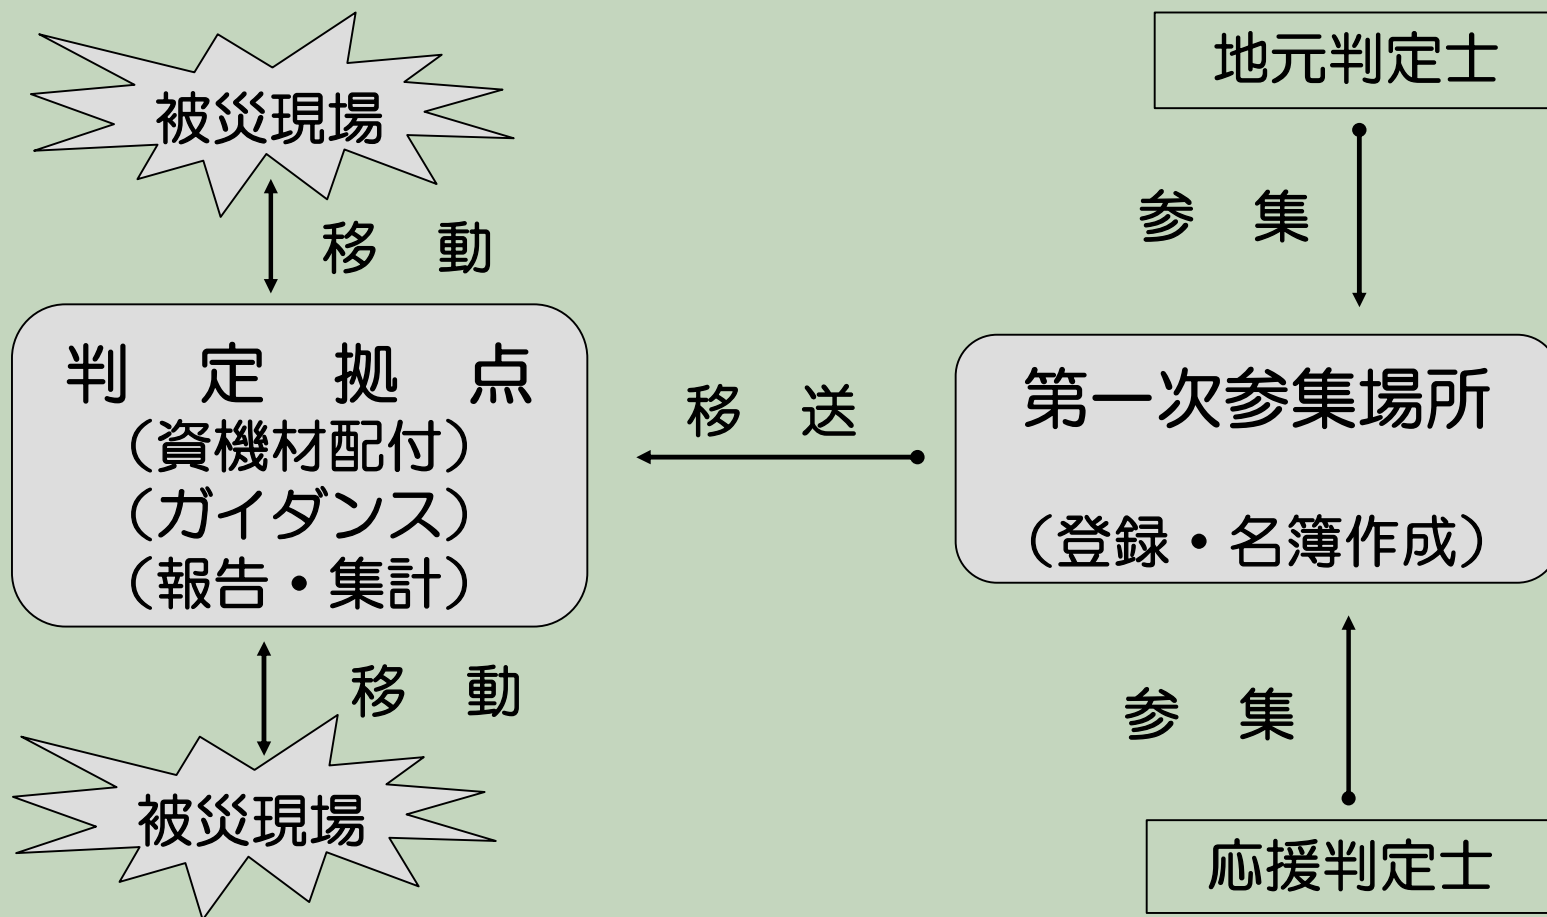 被災現場
移　動
判　定　拠　点
（資機材配付）
（ガイダンス）
（報告・集計）
移　動
被災現場
移　送
地元判定士
参　集
第一次参集場所
（登録・名簿作成）
参　集
応援判定士